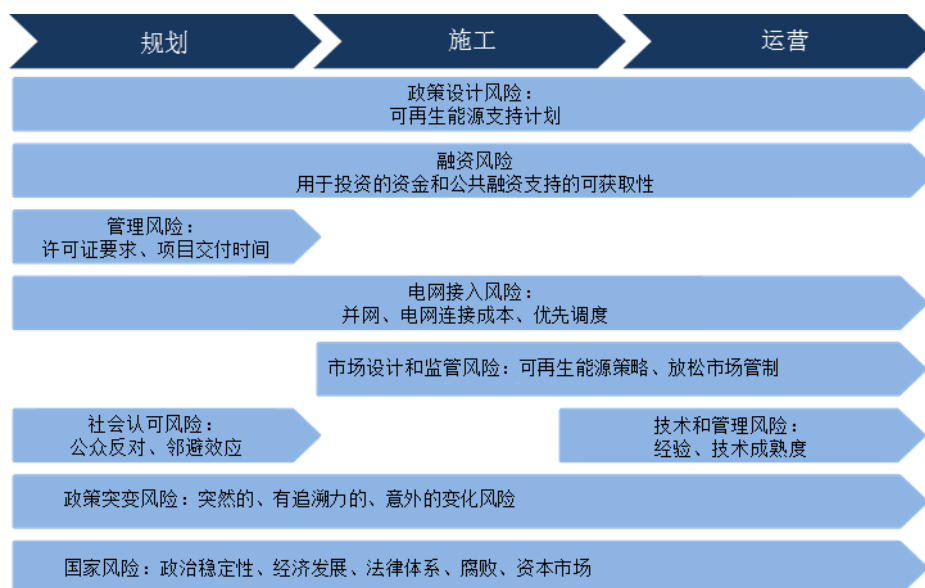 规划
施工
运营
政策设计风险：
可再生能源支持计划
融资风险
用于投资的资金和公共融资支持的可获取性
管理风险：
许可证要求、项目交付时间
电网接入风险：
并网、电网连接成本、优先调度
市场设计和监管风险：可再生能源策略、放松市场管制
社会认可风险：
公众反对、邻避效应
技术和管理风险：
经验、技术成熟度
政策突变风险：突然的、有追溯力的、意外的变化风险
国家风险：政治稳定性、经济发展、法律体系、腐败、资本市场